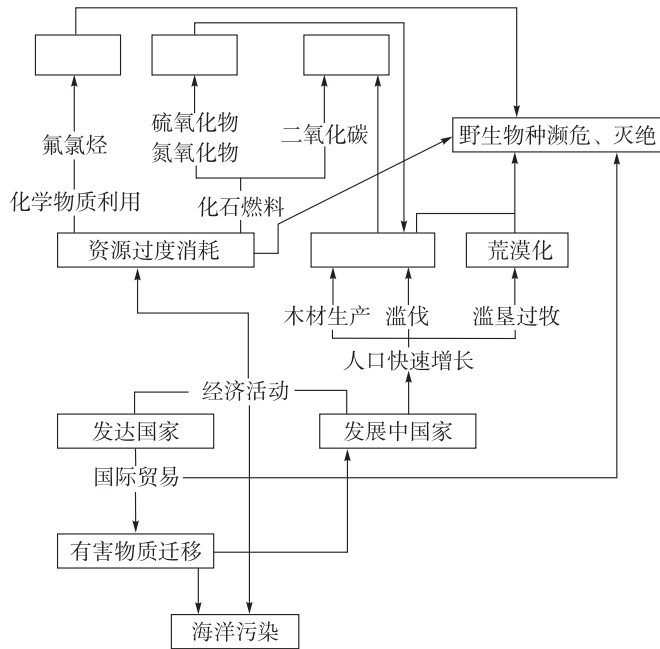 硫氧化物
氮氧化物
二氧化碳
野生物种濒危、灭绝
氟氯烃
化学物质利用
化石燃料
资源过度消耗
荒漠化
木材生产
滥伐
滥垦过牧
人口快速增长
经济活动
发达国家
发展中国家
国际贸易
有害物质迁移
海洋污染